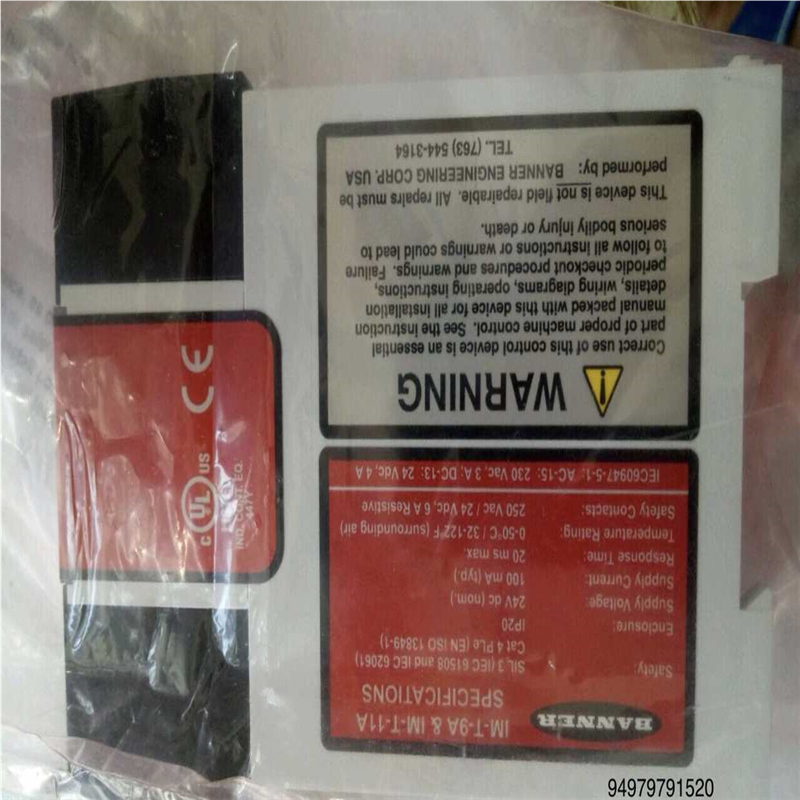 BANNER
IM-T-9A & IM-T-11A
SPECIFICATIONS
Safety: SIL 3 (IEC 61508 and IEC 62061)
Cat 4 PLe (EN ISO 13849-1)
Enclosure: IP20
Supply Voltage: 24V dc (nom.)
Supply Current: 100 mA (typ.)
Response Time: 20 ms max.
Temperature Rating: 0-50°C / 32-122 F (surrounding air)
Safety Contacts: 250 Vac / 24 Vdc, 6 A Resistive
IEC60947-5-1: AC-15: 230 Vac, 3 A; DC-13: 24 Vdc, 4 A
WARNING
Correct use of this control device is an essential
part of proper machine control. See the instruction
manual packed with this device for all installation
details, wiring diagrams, operating instructions,
periodic checkout procedures and warnings. Failure
to follow all instructions or warnings could lead to
serious bodily injury or death.
This device is not field repairable. All repairs must be
performed by: BANNER ENGINEERING CORP. USA
TEL. (763) 544-3164
C UL US
IND. CONT. EQ.
CE
94979791520